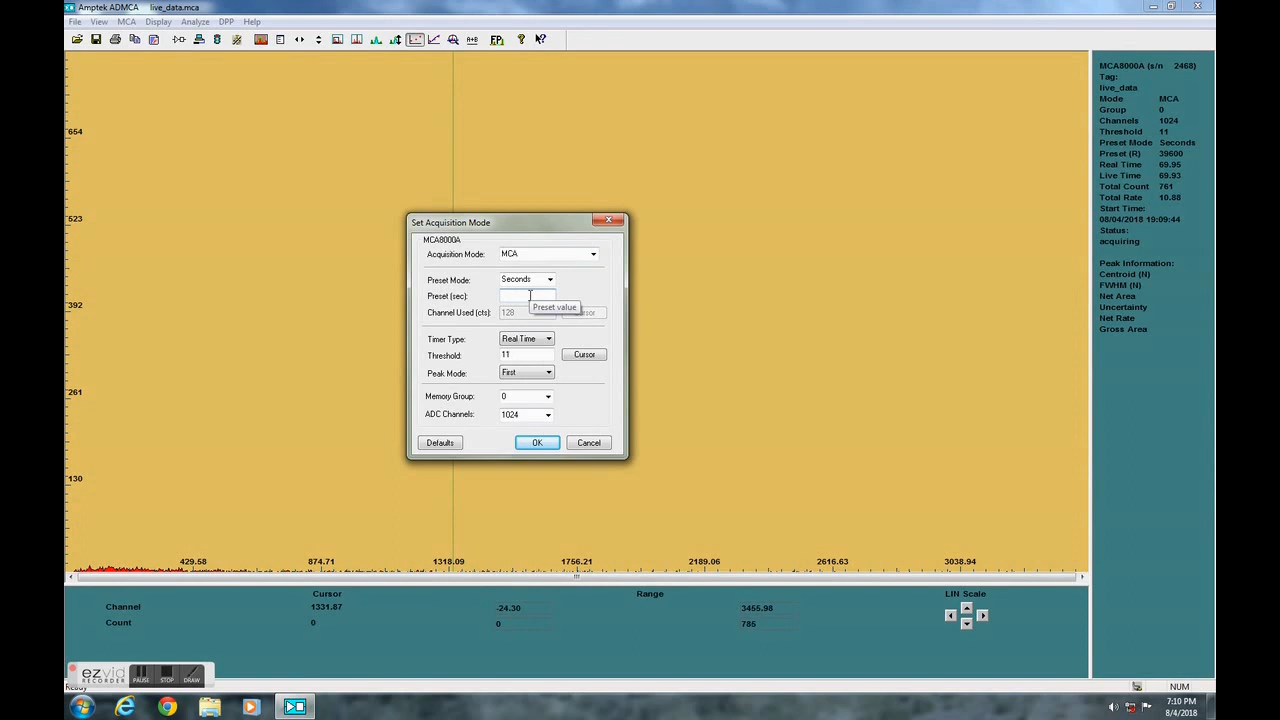 Amptek ADMCA live_data.mca
File View MCA Display Analyze DPP
A+B FP ? ?
654
523
392
261
130
429.58 874.71 1318.09 1756.21 2189.06 2616.63 3038.94
Set Acquisition Mode
MCA8000A
Acquisition Mode: MCA
Preset Mode: Seconds
Preset (sec):
Preset value
Channel Used (cts): 128
Timer Type: Real Time
Threshold: 11 Cursor
Peak Mode: First
Memory Group: 0
ADC Channels: 1024
Defaults OK Cancel
MCA8000A (s/n 2468)
Tag:
live_data
Mode MCA
Group 0
Channels 1024
Threshold 11
Preset Mode Seconds
Preset (R) 39600
Real Time 69.95
Live Time 69.93
Total Count 761
Total Rate 10.88
Start Time:
08/04/2018 19:09:44
Status:
acquiring
Peak Information:
Centroid (N)
FWHM (N)
Net Area
Uncertainty
Net Rate
Gross Area
Cursor Range LIN Scale
Channel 1331.87 -24.30 3455.98
Count 0 0 785
ezvid
RECORDER
PAUSE STOP DRAW
Ready NUM
7:10 PM
8/4/2018